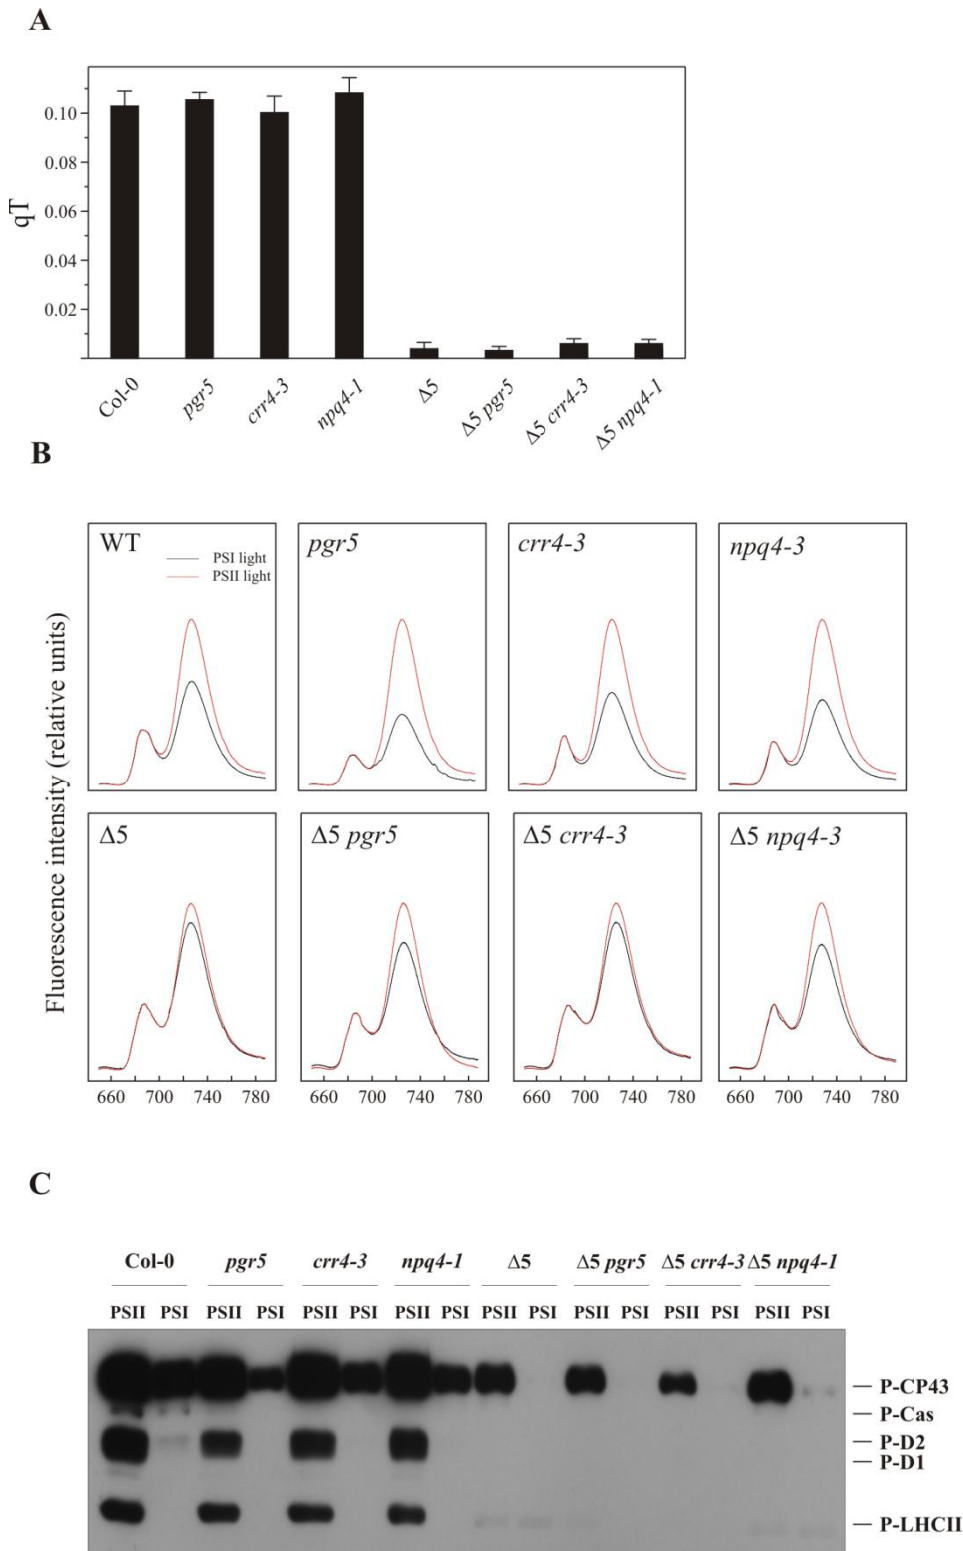 A
qT
0.10
0.08
0.06
0.04
0.02
Col-0
pgr5
crr4-3
npq4-1
Δ5
Δ5 pgr5
Δ5 crr4-3
Δ5 npq4-1
B
Fluorescence intensity (relative units)
WT
PSI light
PSII light
pgr5
crr4-3
npq4-3
Δ5
Δ5 pgr5
Δ5 crr4-3
Δ5 npq4-3
660 700 740 780
660 700 740 780
660 700 740 780
660 700 740 780
C
Col-0 pgr5 crr4-3 npq4-1 Δ5 Δ5 pgr5 Δ5 crr4-3 Δ5 npq4-1
PSII PSI PSII PSI PSII PSI PSII PSI PSII PSI PSII PSI PSII PSI PSII PSI
P-CP43
P-Cas
P-D2
P-D1
P-LHCII